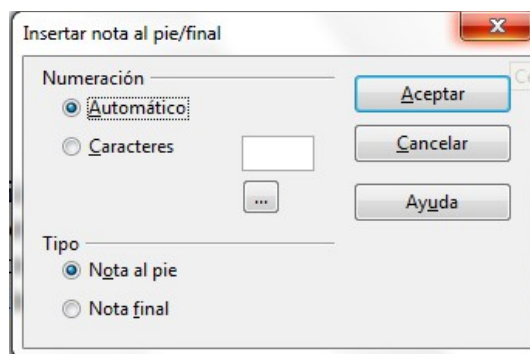 Insertar nota al pie/final
Numeración
Automático
Caracteres
...
Tipo
Nota al pie
Nota final
Aceptar
Cancelar
Ayuda